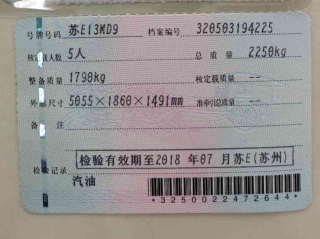 号牌号码 苏E13MD9 档案编号 320503194225
核定载人数 5人 总质量 2250kg
整备质量 1790kg 核定载质量 --
外廓尺寸 5055×1860×1491mm 准牵引总质量 --
备注
检验有效期至2018年07月苏E(苏州)
检验记录
汽油
*3250022472644*